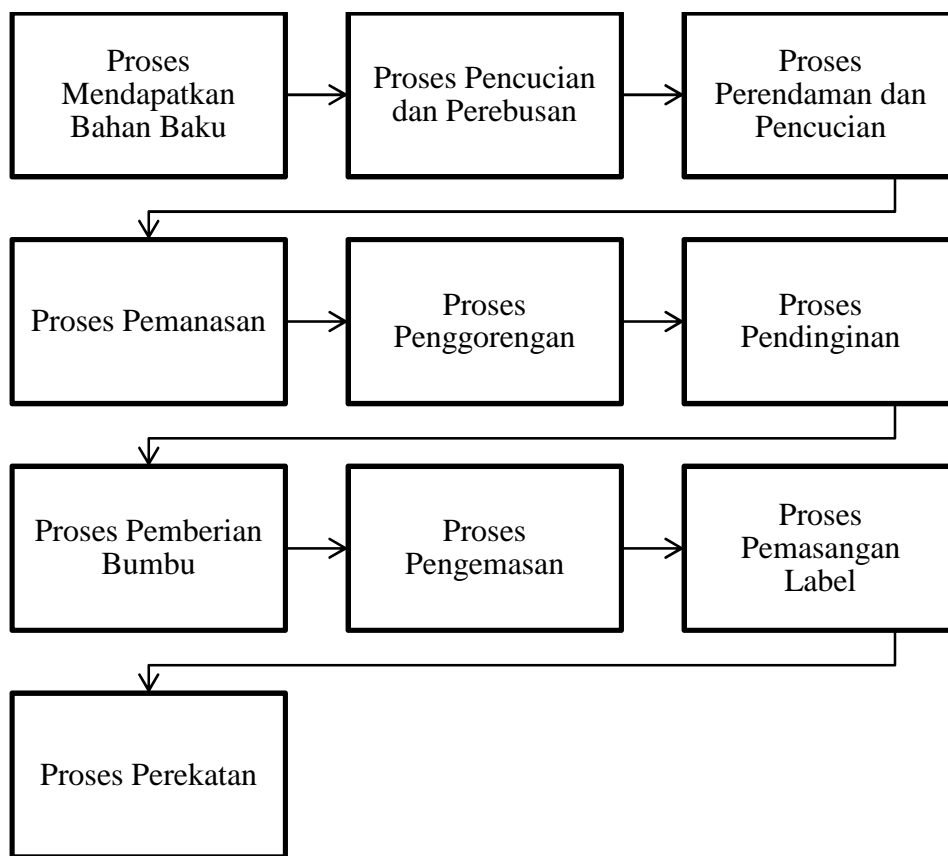 Proses
Mendapatkan
Bahan Baku
Proses Pencucian
dan Perebusan
Proses
Perendaman dan
Pencucian
Proses Pemanasan
Proses
Penggorengan
Proses
Pendinginan
Proses Pemberian
Bumbu
Proses
Pengemasan
Proses
Pemasangan
Label
Proses Perekatan